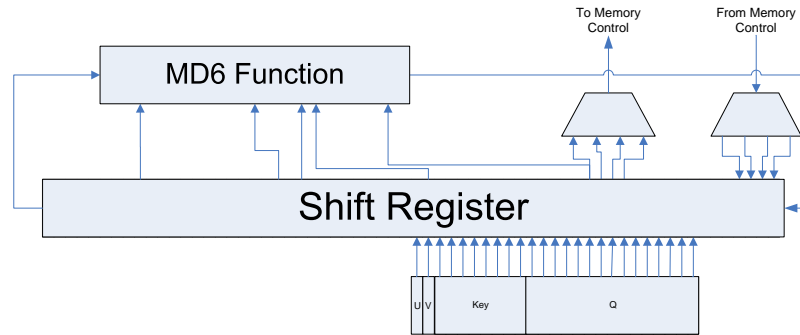 To Memory
Control
From Memory
Control
MD6 Function
Shift Register
U
V
Key
Q